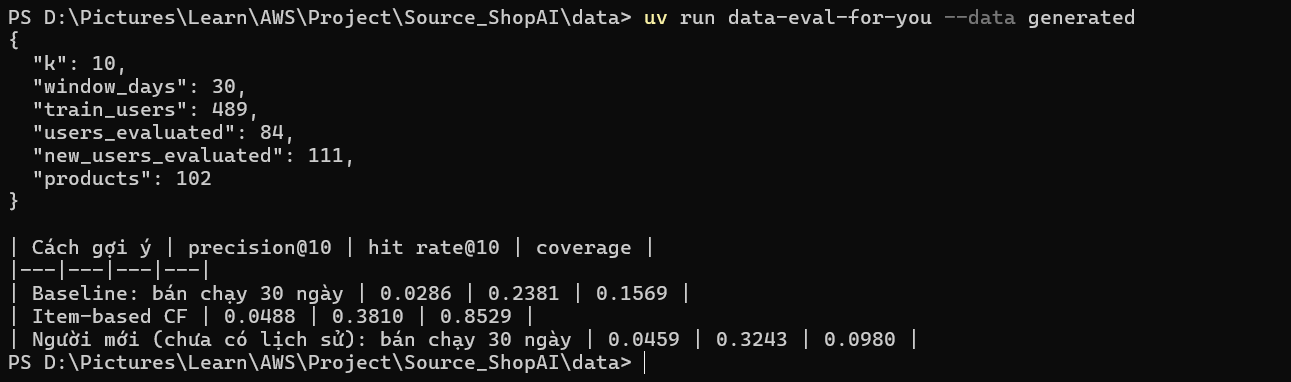 PS D:\Pictures\Learn\AWS\Project\Source_ShopAI\data> uv run data-eval-for-you --data generated
{
  "k": 10,
  "window_days": 30,
  "train_users": 489,
  "users_evaluated": 84,
  "new_users_evaluated": 111,
  "products": 102
}

| Cách gợi ý | precision@10 | hit rate@10 | coverage |
|---|---|---|---|
| Baseline: bán chạy 30 ngày | 0.0286 | 0.2381 | 0.1569 |
| Item-based CF | 0.0488 | 0.3810 | 0.8529 |
| Người mới (chưa có lịch sử): bán chạy 30 ngày | 0.0459 | 0.3243 | 0.0980 |
PS D:\Pictures\Learn\AWS\Project\Source_ShopAI\data>